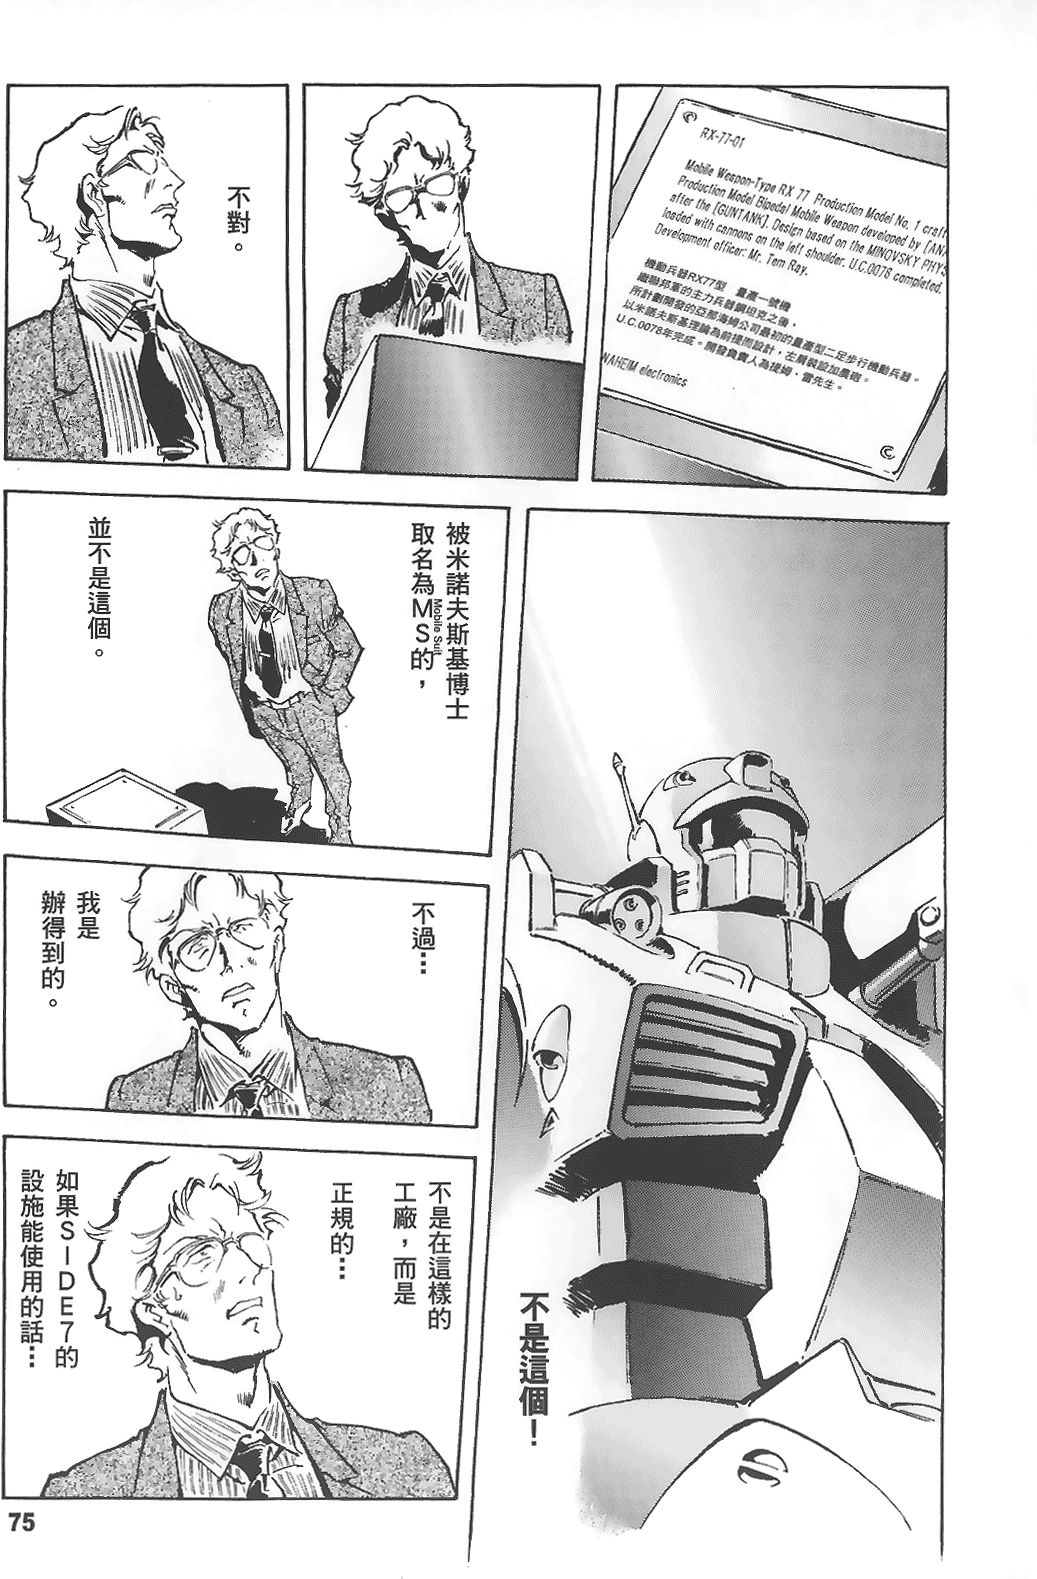 RX-77-01
Mobile Weapon-Type RX 77 Production Model No. 1 craft
Production Model Bipedal Mobile Weapon developed by [ANA
after the [GUNTANK]. Design based on the MINOVSKY PHYS
loaded with cannons on the left shoulder. U.C.0078 completed.
Development officer: Mr. Tem Ray.
機動兵器RX77型 量產一號機
繼聯邦軍的主力兵器鋼坦克之後，
所計劃開發的亞那海姆公司最初的量產型二足步行機動兵器。
以米諾夫斯基理論為前提而設計，左肩裝設加農砲。
U.C.0078年完成。開發負責人為提姆·雷先生。
NAHEIM electronics
不對。
不是這個！
被米諾夫斯基博士
取名為MS的，
Mobile Suit
並不是這個。
不過…
我是
辦得到的。
不是在這樣的
工廠，而是
正規的…
如果SIDE7的
設施能使用的話…
75